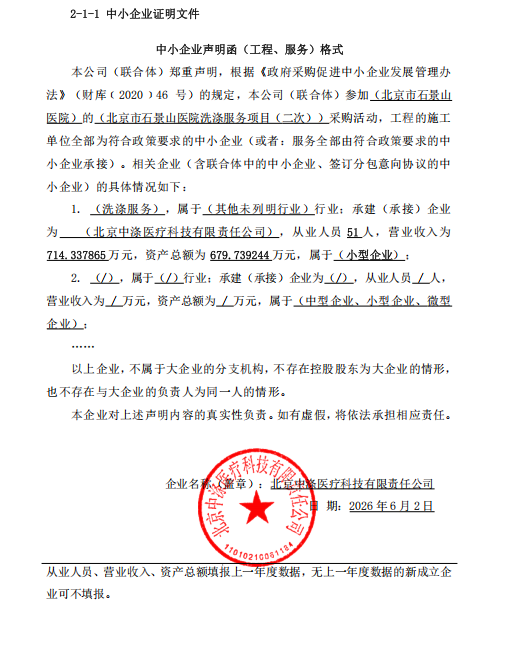 2-1-1 中小企业证明文件
中小企业声明函（工程、服务）格式
本公司（联合体）郑重声明，根据《政府采购促进中小企业发展管理办
法》（财库﹝2020﹞46 号）的规定，本公司（联合体）参加（北京市石景山
医院）的（北京市石景山医院洗涤服务项目（二次））采购活动，工程的施工
单位全部为符合政策要求的中小企业（或者：服务全部由符合政策要求的中
小企业承接）。相关企业（含联合体中的中小企业、签订分包意向协议的中
小企业）的具体情况如下：
1. （洗涤服务），属于（其他未列明行业）行业；承建（承接）企业
为 （北京中涤医疗科技有限责任公司），从业人员 51 人，营业收入为
714.337865 万元，资产总额为 679.739244 万元，属于（小型企业）；
2. （/），属于（/）行业；承建（承接）企业为（/），从业人员 / 人，
营业收入为 / 万元，资产总额为 / 万元，属于（中型企业、小型企业、微型
企业）；
……
以上企业，不属于大企业的分支机构，不存在控股股东为大企业的情形，
也不存在与大企业的负责人为同一人的情形。
本企业对上述声明内容的真实性负责。如有虚假，将依法承担相应责任。
企业名称（盖章）：北京中涤医疗科技有限责任公司
日 期：2026 年 6 月 2 日
北京中涤医疗科技有限责任公司
从业人员、营业收入、资产总额填报上一年度数据，无上一年度数据的新成立企
业可不填报。